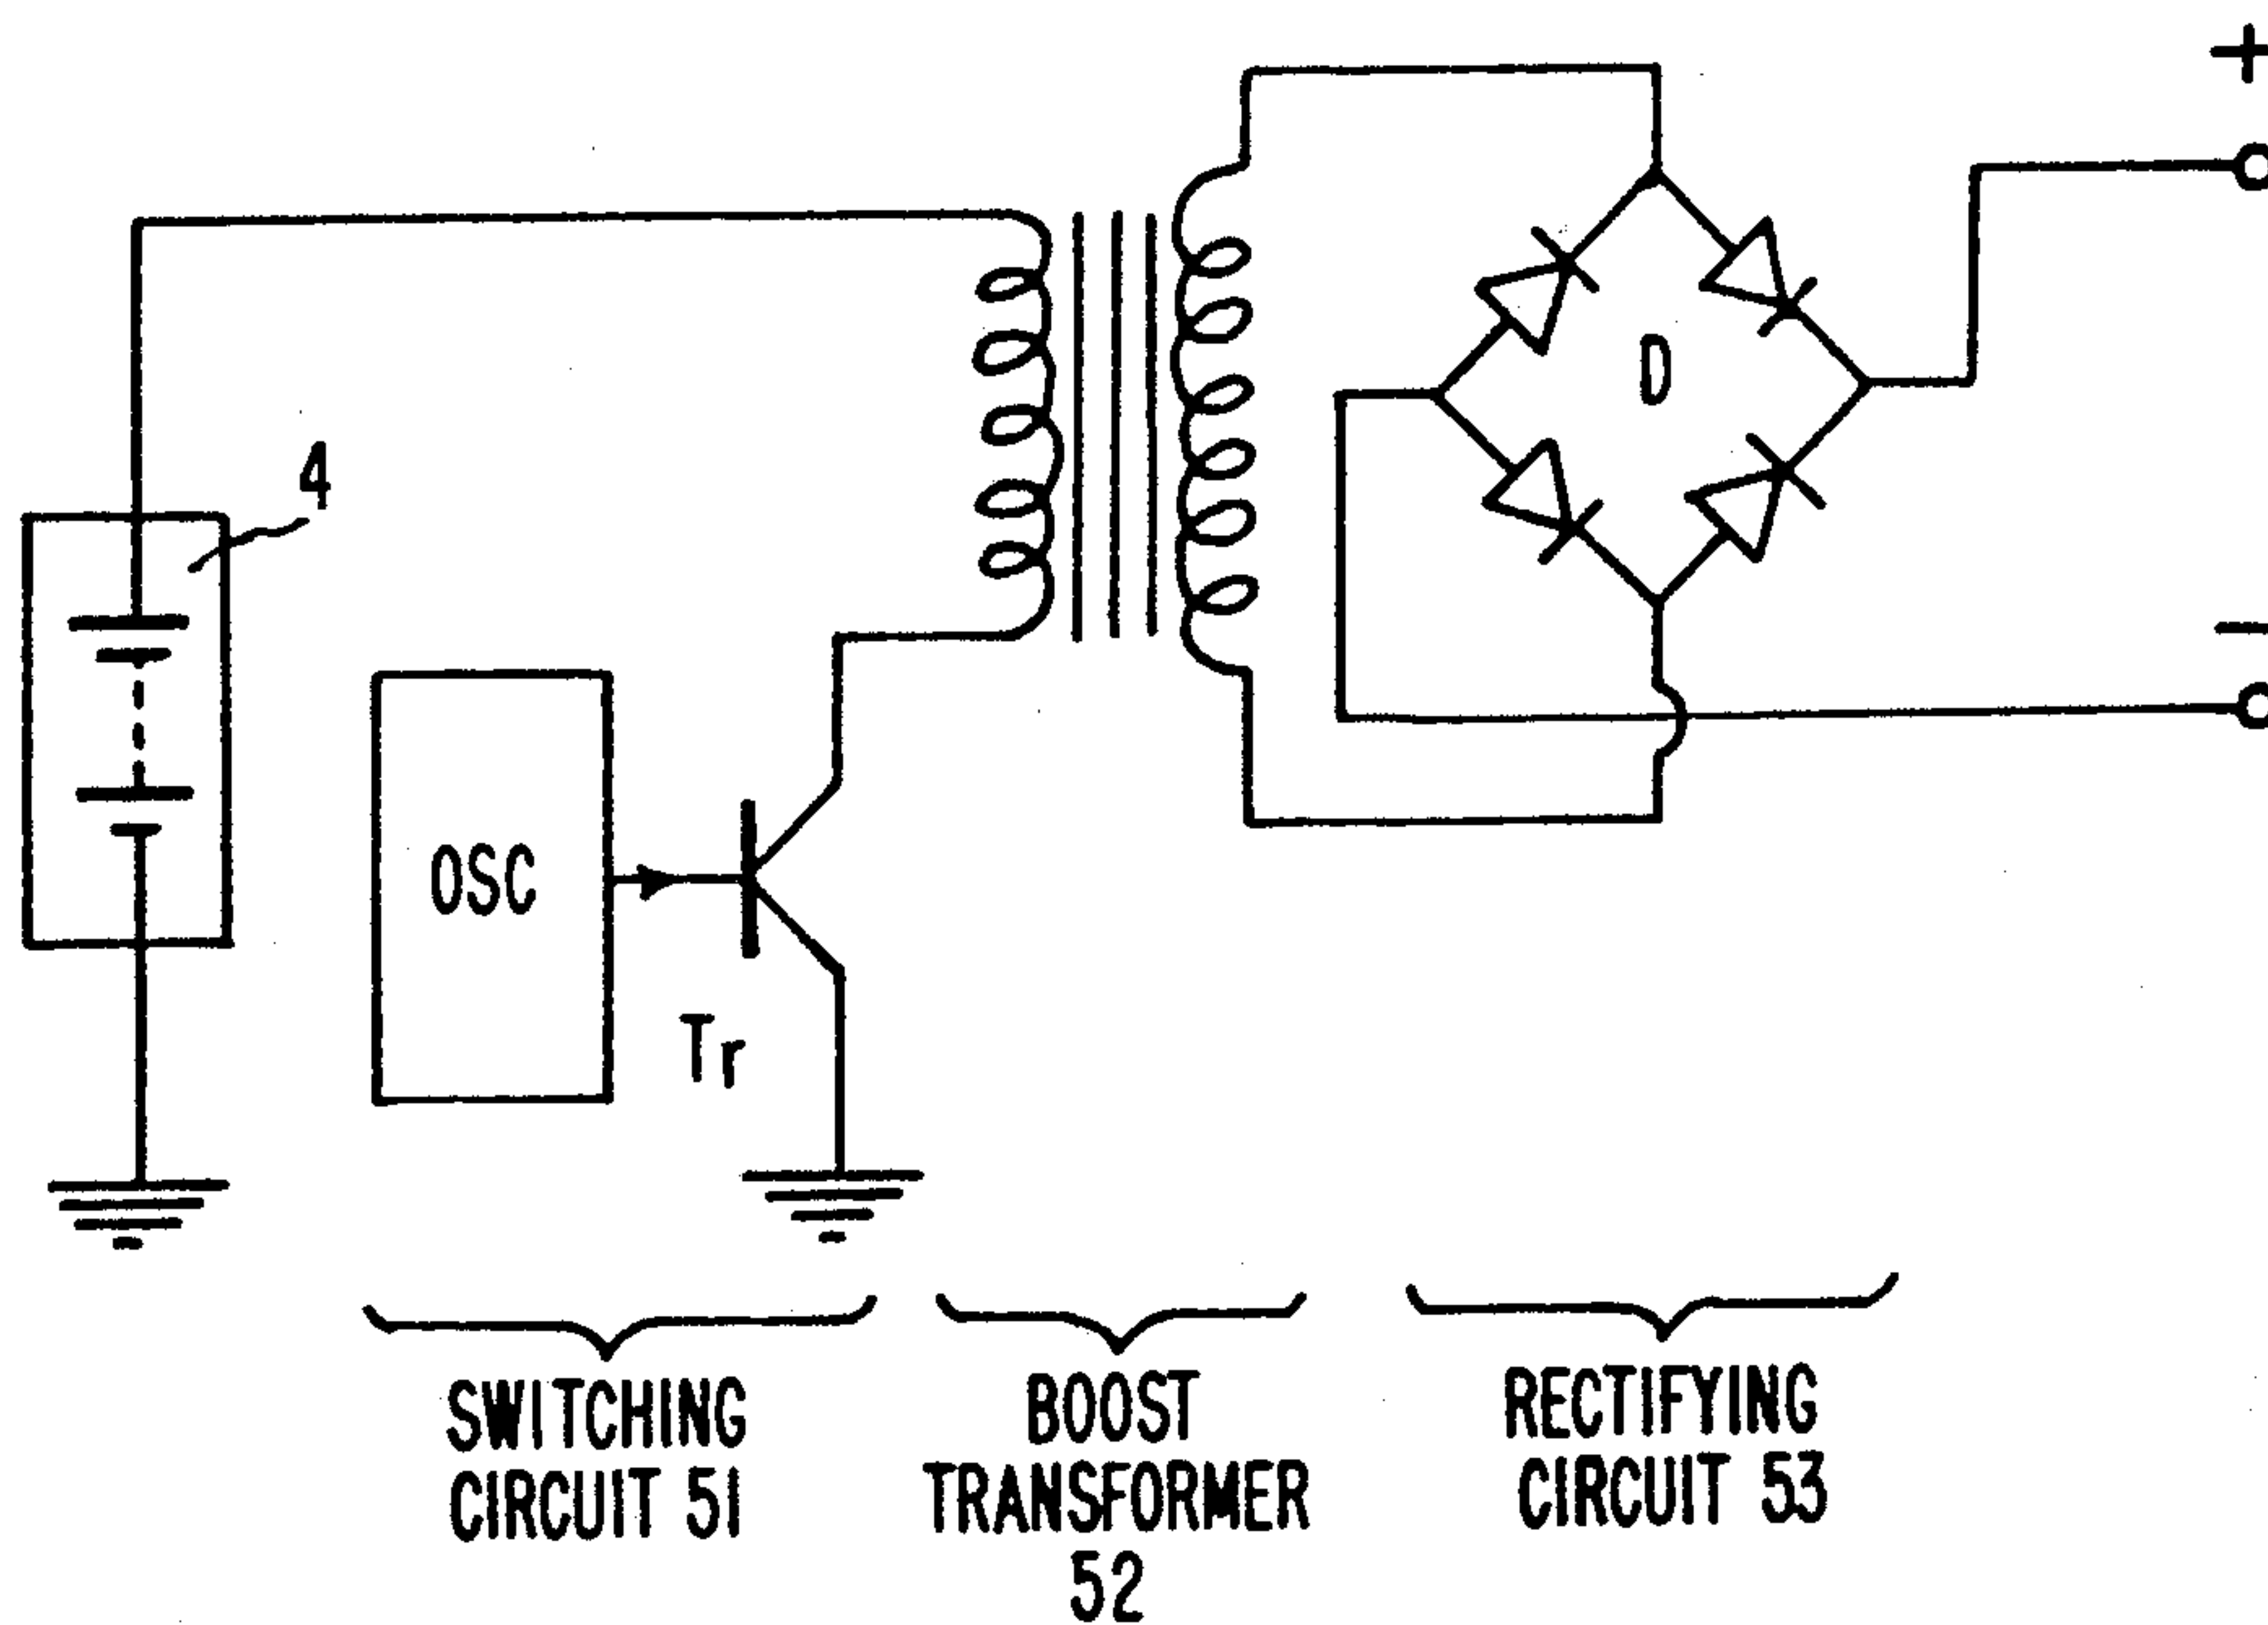 +
4
D
−
OSC
Tr
SWITCHING
CIRCUIT 51
BOOST
TRANSFORMER
52
RECTIFYING
CIRCUIT 53